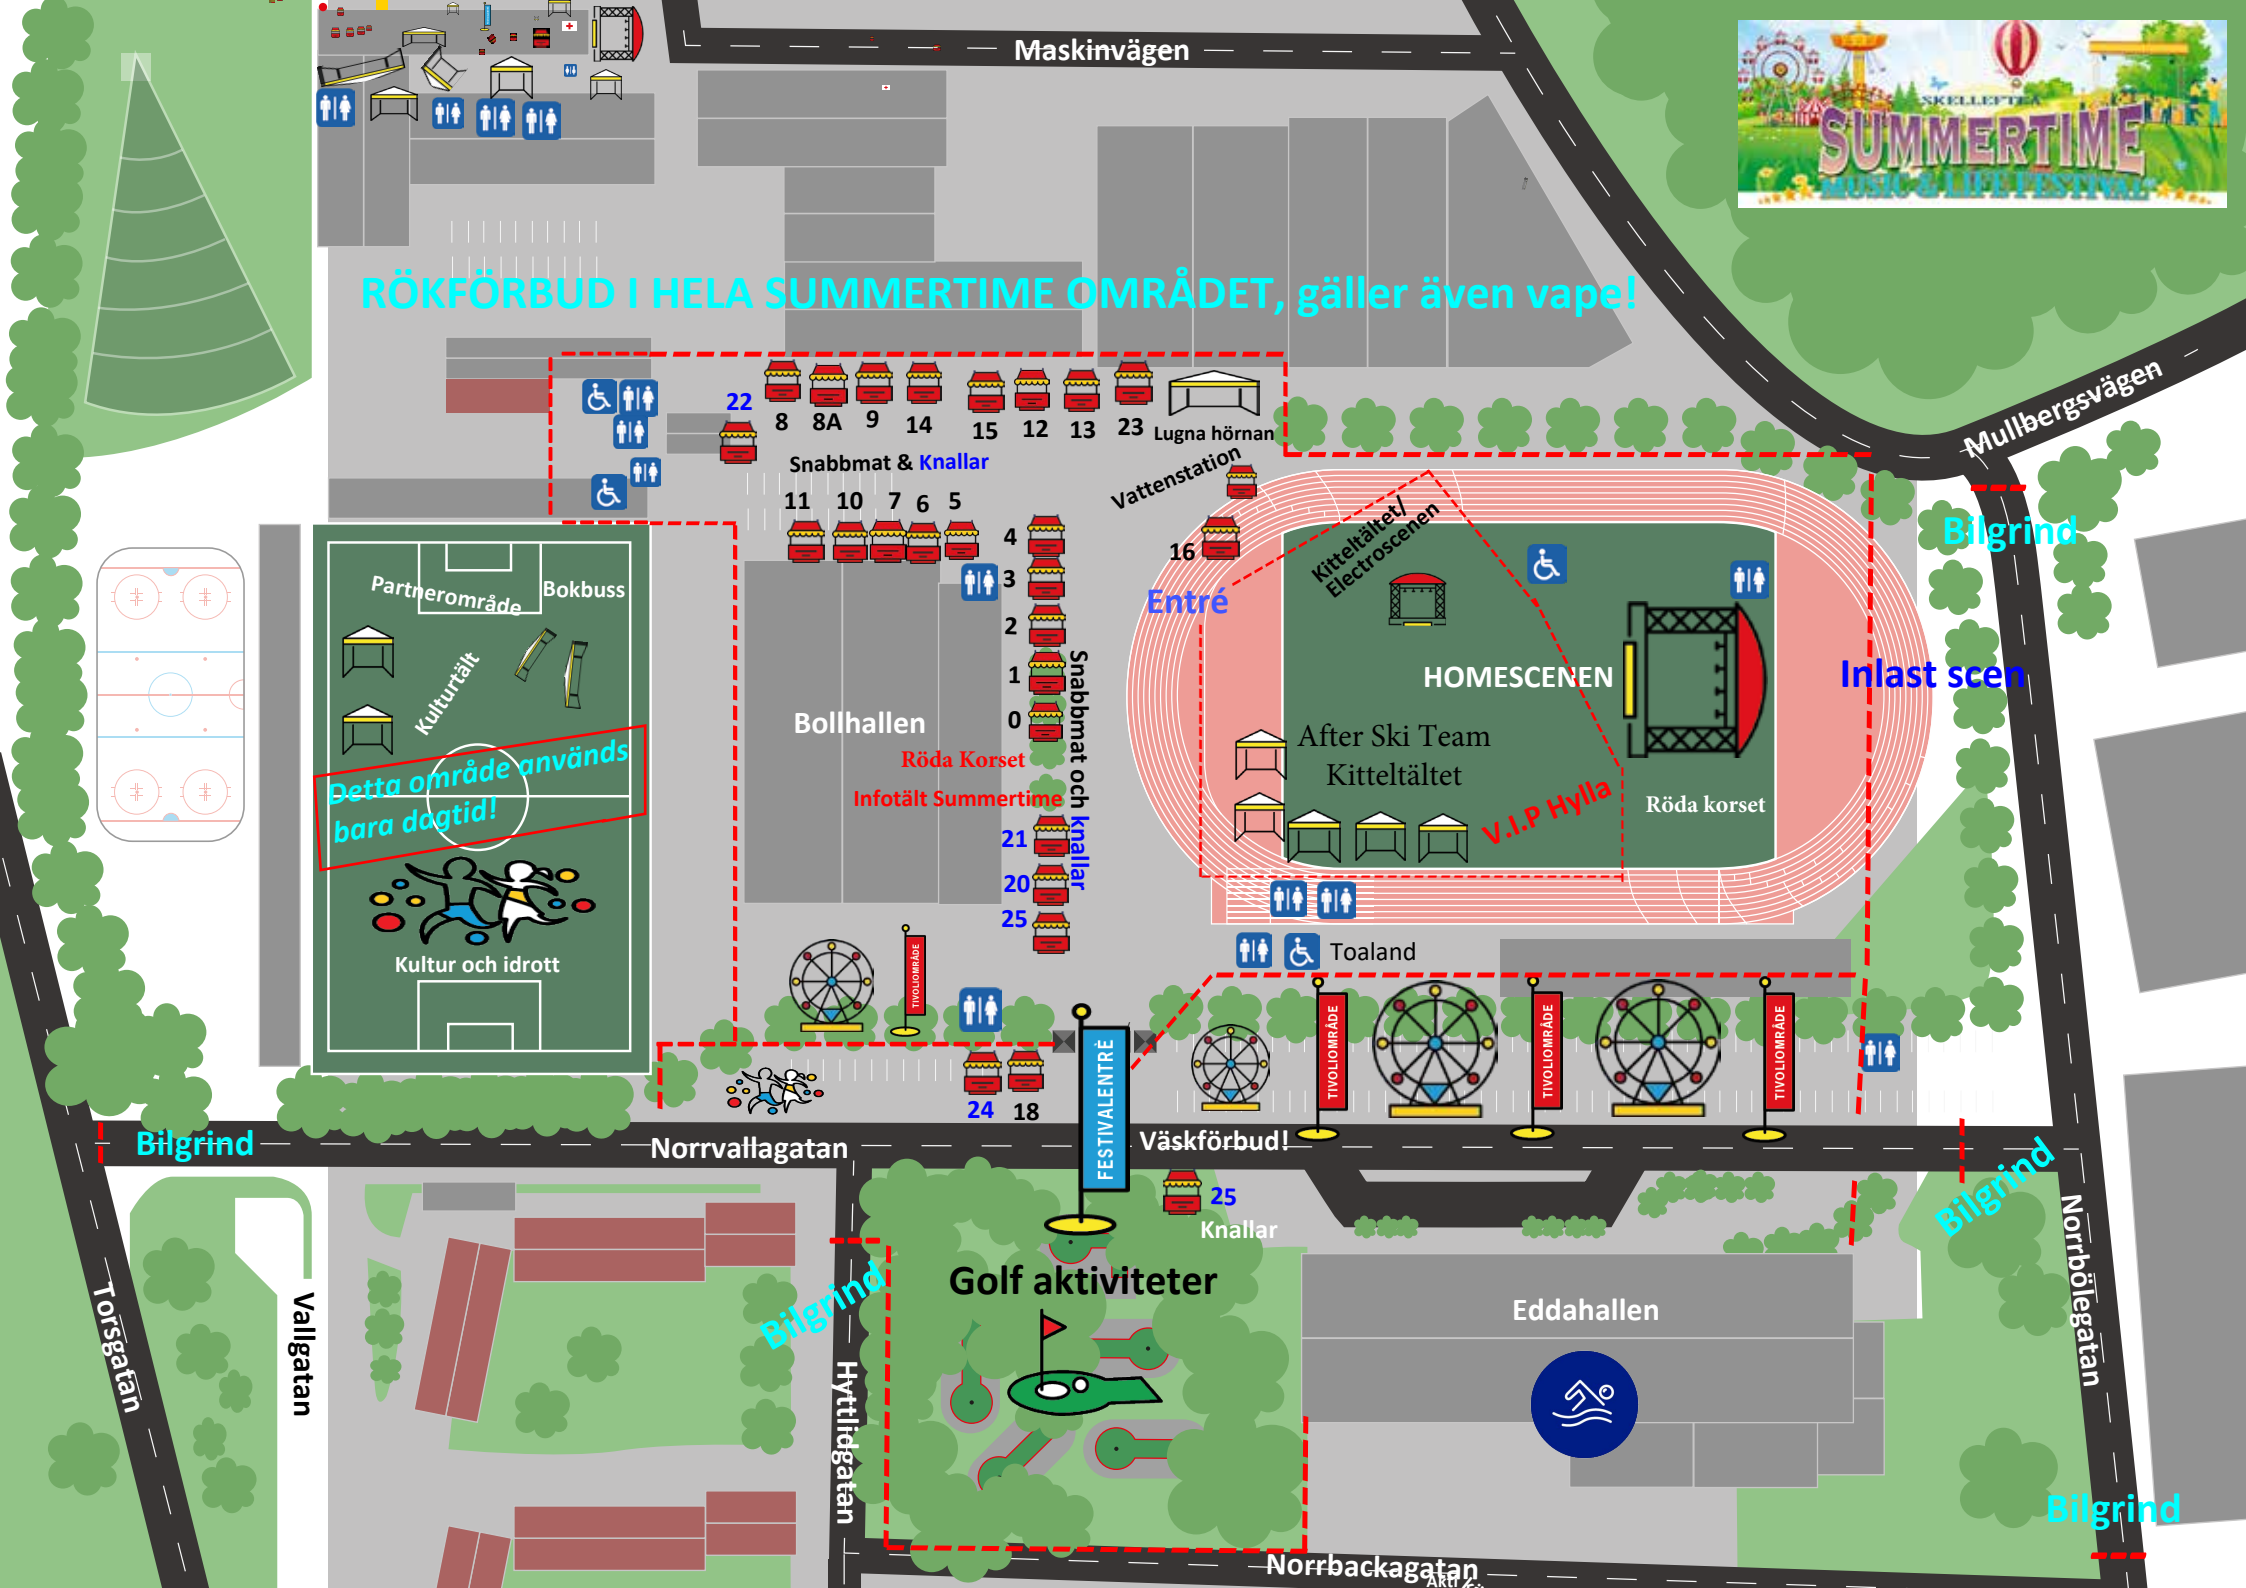 Maskinvägen
SKELLEFTEÅ
SUMMERTIME
MUSIC & LIFE FESTIVAL
RÖKFÖRBUD I HELA SUMMERTIME OMRÅDET, gäller även vape!
Mullbergsvägen
22
8
8A
9
14
15
12
13
23
Lugna hörnan
Snabbmat & Knallar
Vattenstation
11
10
7
6
5
4
3
2
1
0
16
Kitteltältet/
Electroscenen
Entré
Bilgrind
Partnerområde
Bokbuss
Kulturtält
Detta område används
bara dagtid!
Kultur och idrott
Bollhallen
Röda Korset
Infotält Summertime
Snabbmat och knallar
21
20
25
HOMESCENEN
Inlast scen
After Ski Team
Kitteltältet
V.I.P Hylla
Röda korset
Toaland
TIVOLIOMRÅDE
TIVOLIOMRÅDE
TIVOLIOMRÅDE
TIVOLIOMRÅDE
FESTIVALENTRÈ
24
18
Bilgrind
Norrvallagatan
Väskförbud!
25
Knallar
Bilgrind
Golf aktiviteter
Bilgrind
Eddahallen
Torsgatan
Vallgatan
Hyttlidgatan
Norrbölegatan
Bilgrind
Norrbackagatan